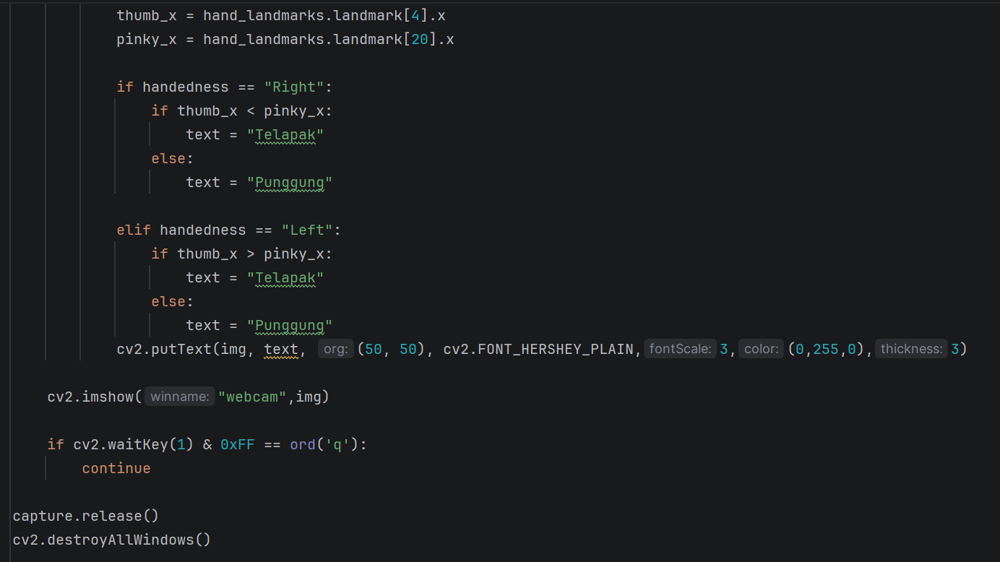 thumb_x = hand_landmarks.landmark[4].x
pinky_x = hand_landmarks.landmark[20].x
if handedness == "Right":
if thumb_x < pinky_x:
text = "Telapak"
else:
text = "Punggung"
elif handedness == "Left":
if thumb_x > pinky_x:
text = "Telapak"
else:
text = "Punggung"
cv2.putText(img, text, org: (50, 50), cv2.FONT_HERSHEY_PLAIN, fontScale: 3, color: (0,255,0), thickness: 3)
cv2.imshow( winname: "webcam",img)
if cv2.waitKey(1) & 0xFF == ord('q'):
continue
capture.release()
cv2.destroyAllWindows()